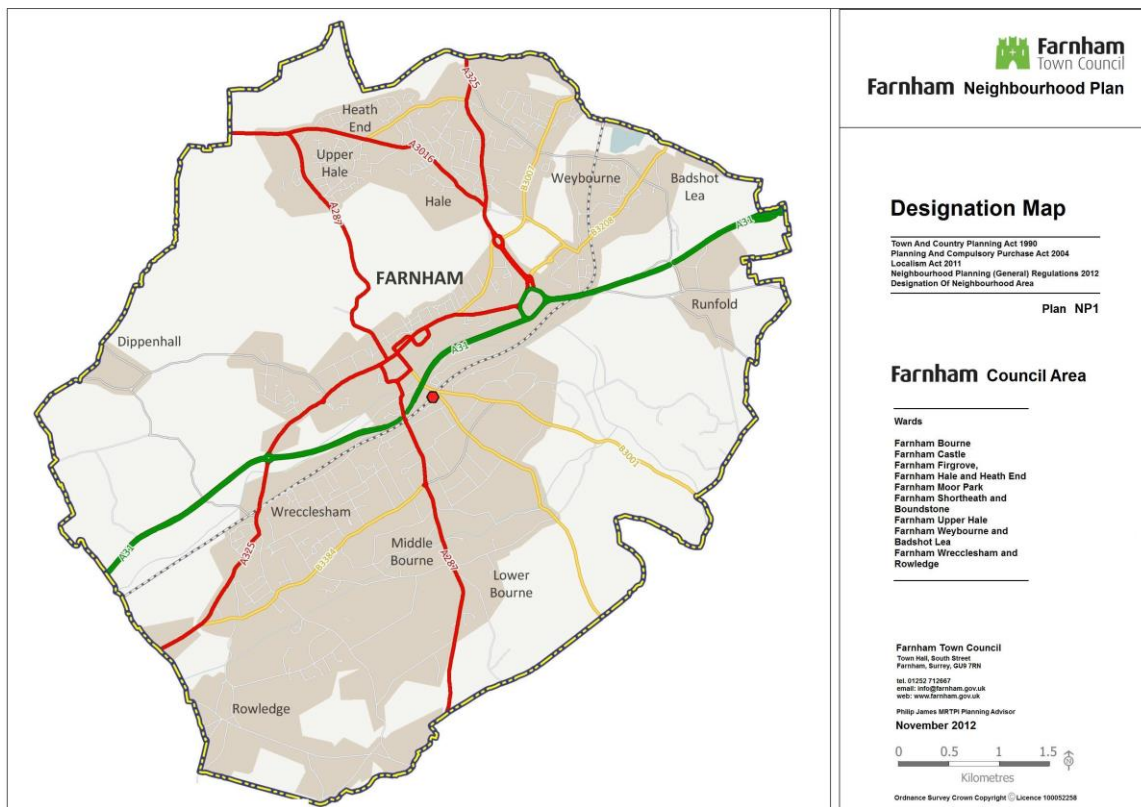 Farnham
Town Council
Farnham Neighbourhood Plan
Designation Map
Town And Country Planning Act 1990
Planning And Compulsory Purchase Act 2004
Localism Act 2011
Neighbourhood Planning (General) Regulations 2012
Designation Of Neighbourhood Area
Plan NP1
Farnham Council Area
Wards
Farnham Bourne
Farnham Castle
Farnham Firgrove,
Farnham Hale and Heath End
Farnham Moor Park
Farnham Shortheath and
Boundstone
Farnham Upper Hale
Farnham Weybourne and
Badshot Lea
Farnham Wrecclesham and
Rowledge
Farnham Town Council
Town Hall, South Street
Farnham, Surrey, GU9 7RN
tel. 01252 712667
email: info@farnham.gov.uk
web: www.farnham.gov.uk
Philip James MRTPI Planning Advisor
November 2012
0 0.5 1 1.5
Kilometres
Ordnance Survey Crown Copyright © Licence 100052258
A325
Heath
End
A3016
Upper
Hale
Weybourne
B3007
Badshot
Lea
Hale
A287
B3208
A31
FARNHAM
Runfold
Dippenhall
A31
B3001
Wrecclesham
A31
A325
B3384
Middle
Bourne
A287
Lower
Bourne
Rowledge